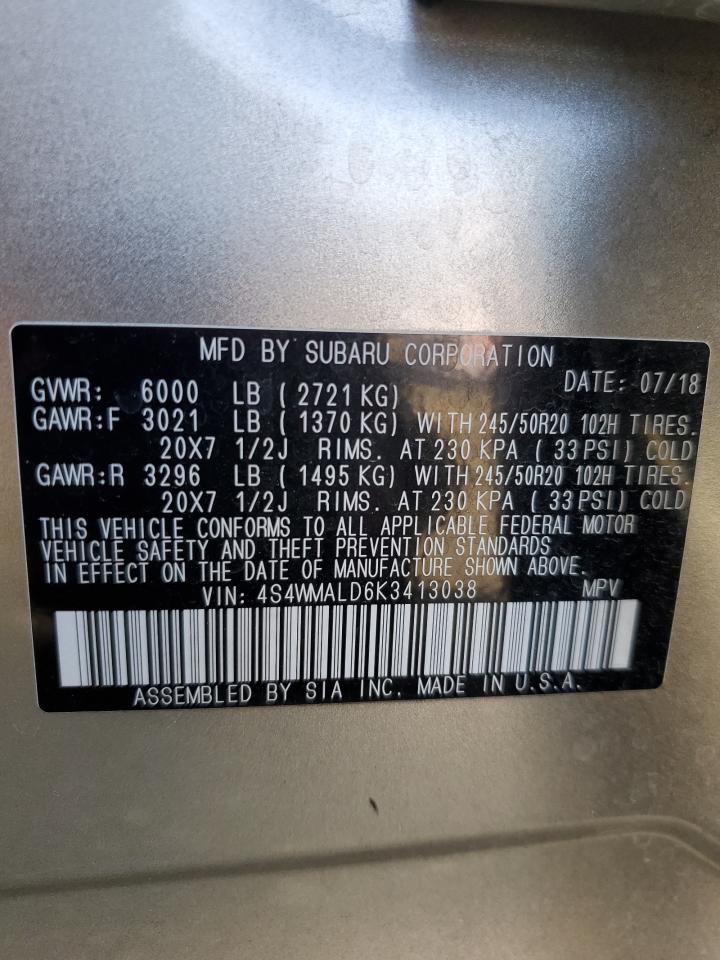 MFD BY SUBARU CORPORATION
GVWR: 6000 LB ( 2721 KG) DATE: 07/18
GAWR:F 3021 LB ( 1370 KG) WITH 245/50R20 102H TIRES.
20X7 1/2J RIMS. AT 230 KPA ( 33 PSI) COLD
GAWR:R 3296 LB ( 1495 KG) WITH 245/50R20 102H TIRES.
20X7 1/2J RIMS. AT 230 KPA ( 33 PSI) COLD
THIS VEHICLE CONFORMS TO ALL APPLICABLE FEDERAL MOTOR
VEHICLE SAFETY AND THEFT PREVENTION STANDARDS
IN EFFECT ON THE DATE OF MANUFACTURE SHOWN ABOVE.
VIN: 4S4WMALD6K3413038 MPV
ASSEMBLED BY SIA INC. MADE IN U.S.A.